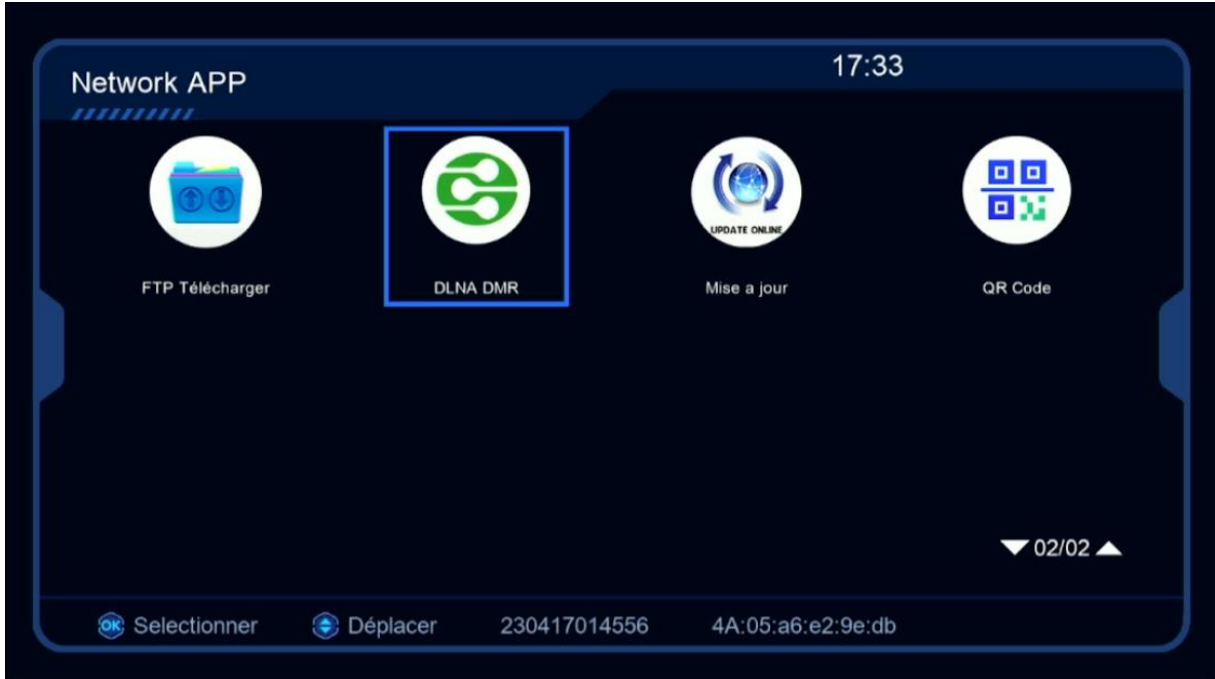 Network APP
17:33
UPDATE ONLINE
FTP Télécharger
DLNA DMR
Mise a jour
QR Code
02/02
OK Selectionner
Déplacer
230417014556
4A:05:a6:e2:9e:db